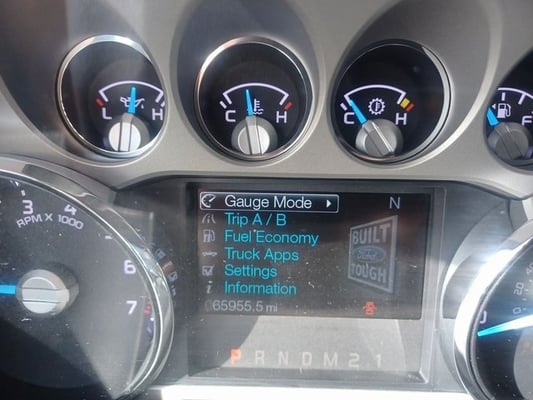 L H
C H
C H
F
3 4
RPM X 1000
6
7
Gauge Mode N
Trip A / B
Fuel Economy
Truck Apps
Settings
i Information
65955.5 mi
BUILT
Ford
TOUGH
P R N D M 2 1
0